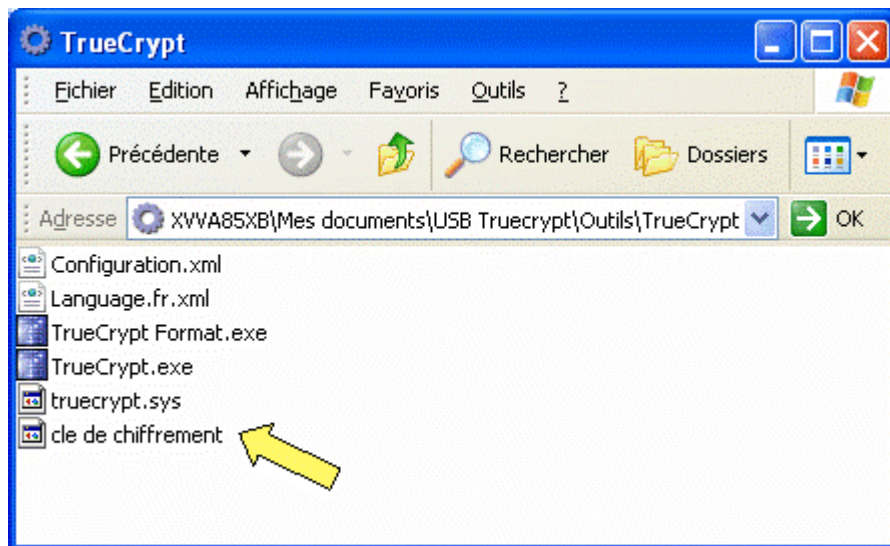 TrueCrypt
Fichier Edition Affichage Favoris Outils ?
Précédente Rechercher Dossiers
Adresse XVVA85XB\Mes documents\USB Truecrypt\Outils\TrueCrypt OK
Configuration.xml
Language.fr.xml
TrueCrypt Format.exe
TrueCrypt.exe
truecrypt.sys
cle de chiffrement